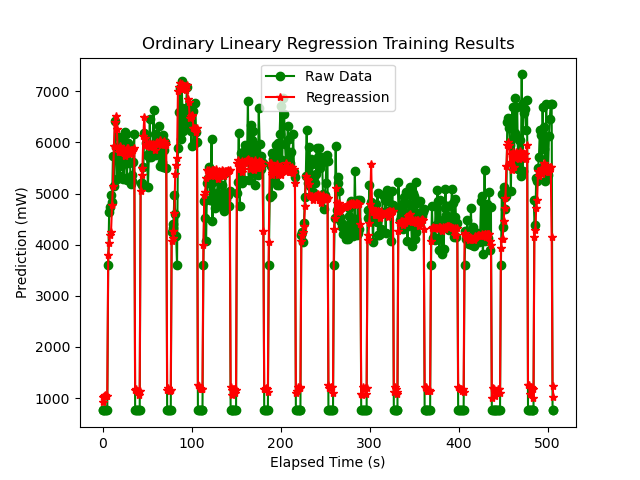 Ordinary Lineary Regression Training Results
Raw Data
Regreassion
Prediction (mW)
7000
6000
5000
4000
3000
2000
1000
0
100
200
300
400
500
Elapsed Time (s)